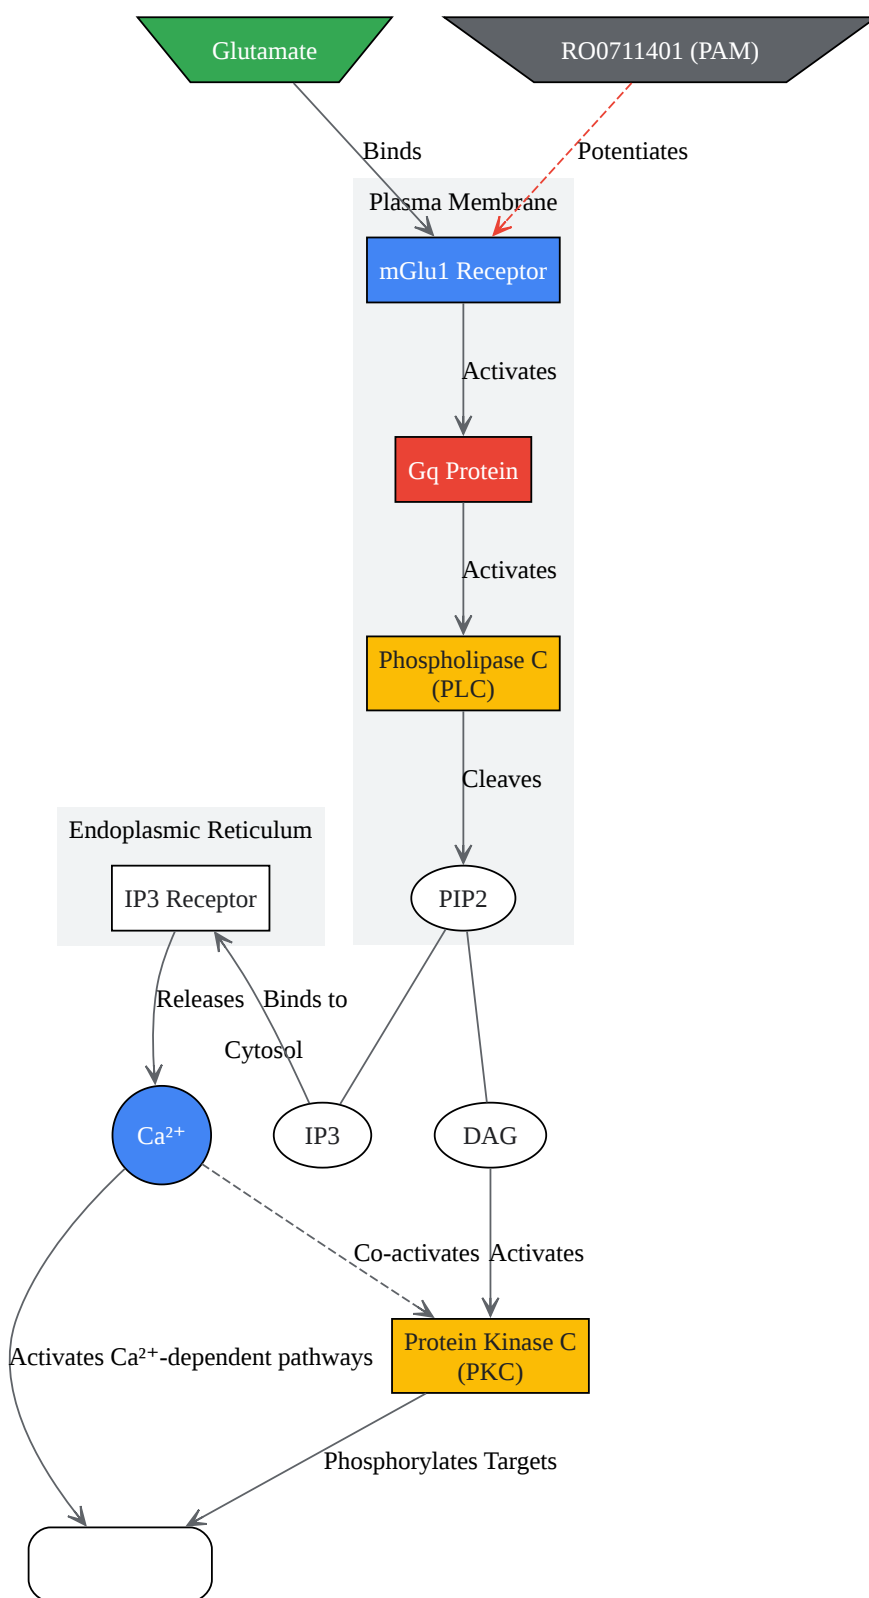 Glutamate
RO0711401 (PAM)
Binds
Potentiates
Plasma Membrane
mGlu1 Receptor
Activates
Gq Protein
Activates
Phospholipase C
(PLC)
Cleaves
Endoplasmic Reticulum
IP3 Receptor
PIP2
Releases
Binds to
Cytosol
Ca²⁺
IP3
DAG
Co-activates
Activates
Protein Kinase C
(PKC)
Activates Ca²⁺-dependent pathways
Phosphorylates Targets